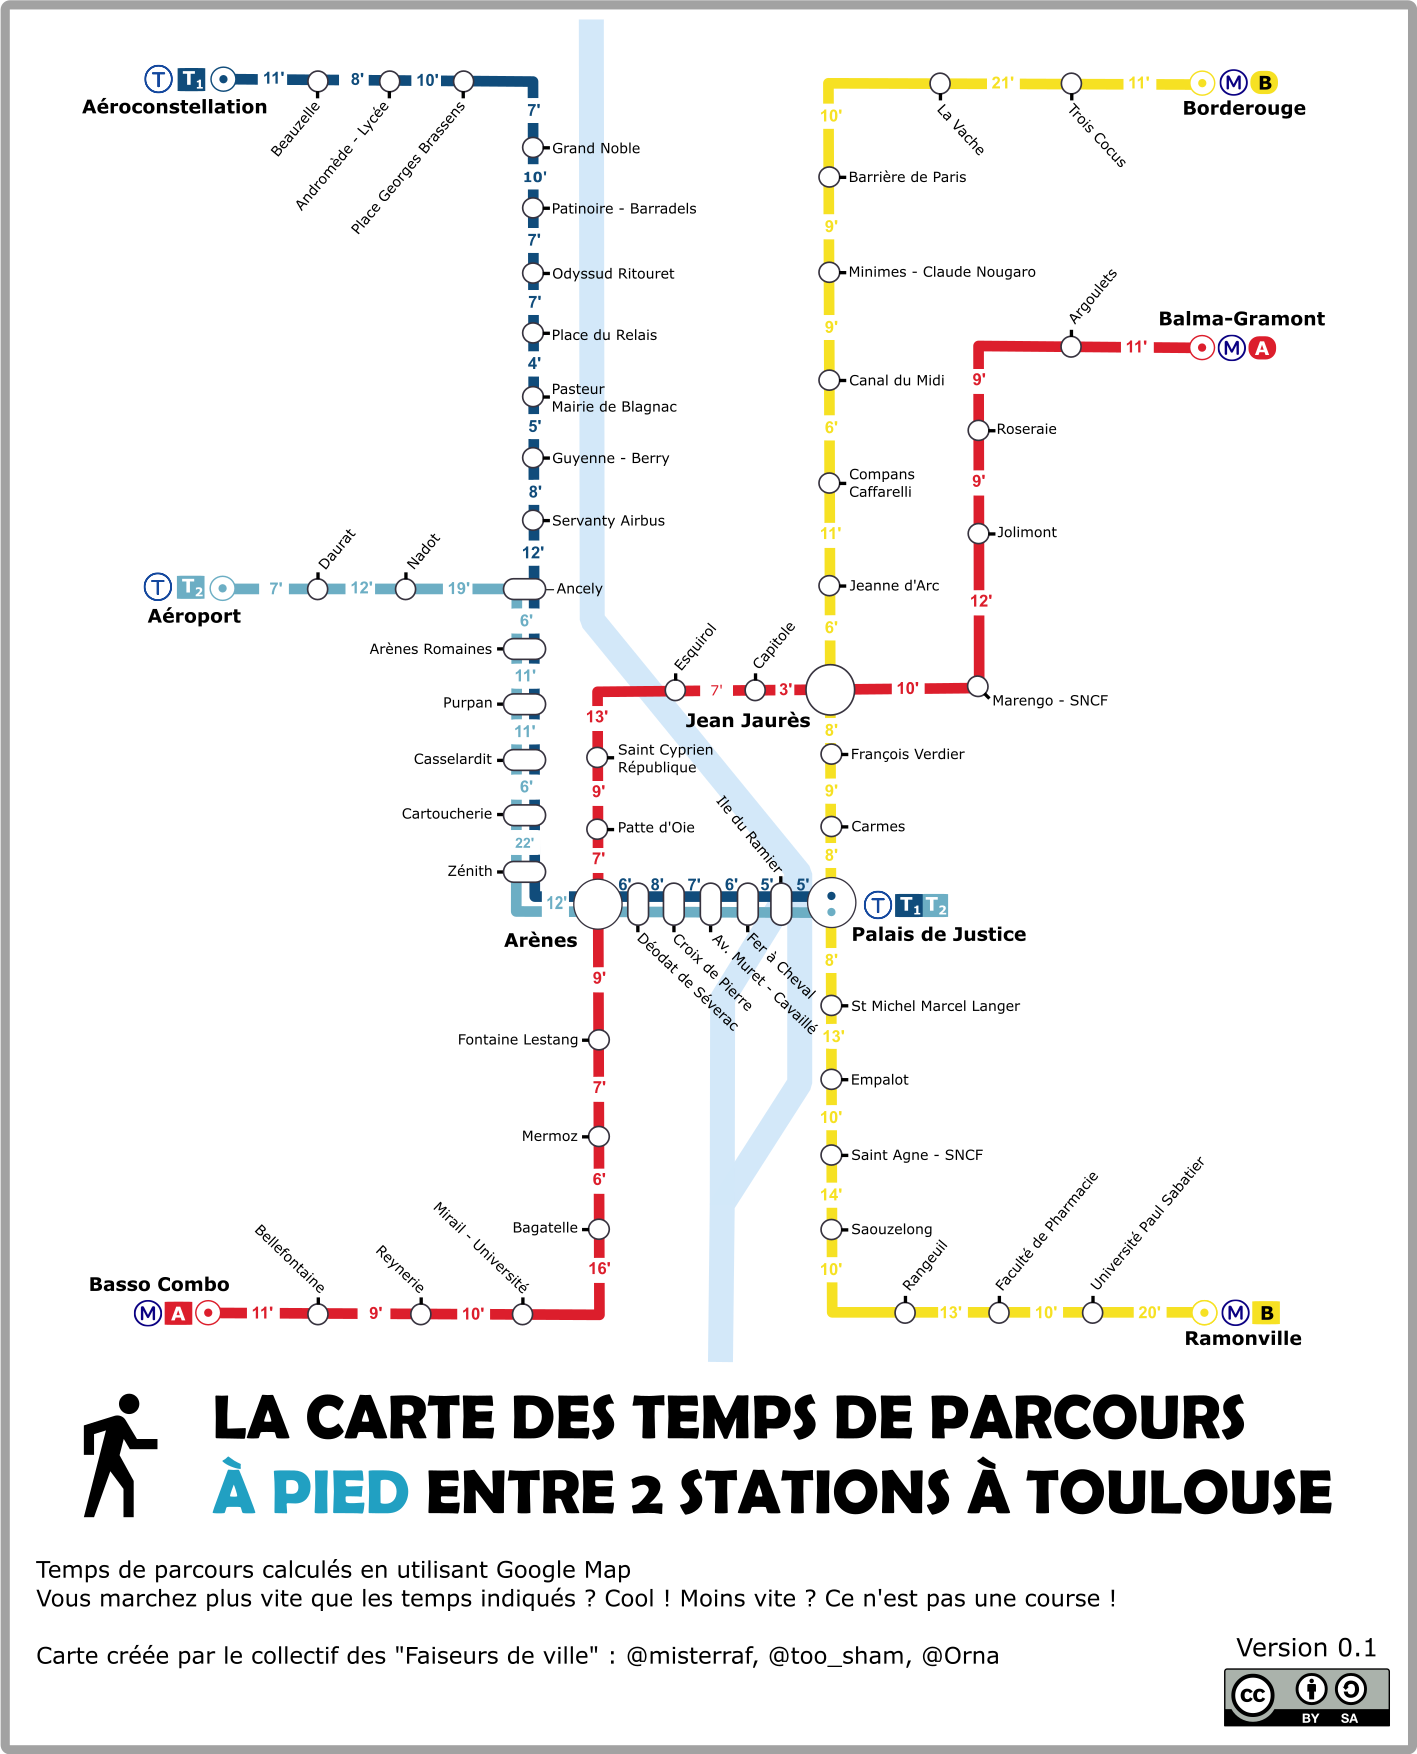 T T1 11' 8' 10'
Aéroconstellation
Beauzelle
Andromède - Lycée
Place Georges Brassens
7'
Grand Noble
10'
Patinoire - Barradels
7'
Odyssud Ritouret
7'
Place du Relais
4'
Pasteur
Mairie de Blagnac
5'
Guyenne - Berry
8'
Servanty Airbus
12'
Daurat
Nadot
T T2 7' 12' 19'
Ancely
Aéroport
6'
Arènes Romaines
11'
Purpan
11'
Casselardit
6'
Cartoucherie
22'
Zénith
12'
21' 11' M B
Borderouge
La Vache
Trois Cocus
10'
Barrière de Paris
9'
Minimes - Claude Nougaro
9'
Canal du Midi
6'
Compans
Caffarelli
11'
Jeanne d'Arc
6'
Argoulets
Balma-Gramont
11' M A
9'
Roseraie
9'
Jolimont
12'
Marengo - SNCF
10'
Esquirol
Capitole
7' 3'
Jean Jaurès
13'
Saint Cyprien
République
9'
Patte d'Oie
7'
8'
François Verdier
9'
Carmes
8'
Ile du Ramier
6' 8' 7' 6' 5' 5'
T T1 T2
Arènes
Palais de Justice
Déodat de Séverac
Croix de Pierre
Av. Muret - Cavaillé
Fer à Cheval
9'
Fontaine Lestang
7'
Mermoz
6'
Bagatelle
16'
8'
St Michel Marcel Langer
13'
Empalot
10'
Saint Agne - SNCF
14'
Saouzelong
10'
Bellefontaine
Reynerie
Mirail - Université
Basso Combo
M A 11' 9' 10'
Rangeuil
Faculté de Pharmacie
Université Paul Sabatier
13' 10' 20' M B
Ramonville
LA CARTE DES TEMPS DE PARCOURS
À PIED ENTRE 2 STATIONS À TOULOUSE
Temps de parcours calculés en utilisant Google Map
Vous marchez plus vite que les temps indiqués ? Cool ! Moins vite ? Ce n'est pas une course !
Carte créée par le collectif des "Faiseurs de ville" : @misterraf, @too_sham, @Orna
Version 0.1
cc
BY SA